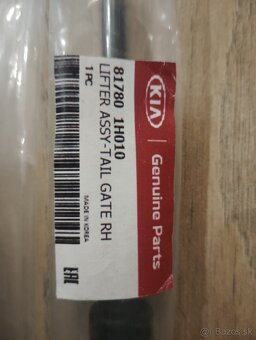 KIA
Genuine Parts
81780 1H010
LIFTER ASSY-TAIL GATE RH
1 PC
MADE IN KOREA
EAC
Bazos.sk